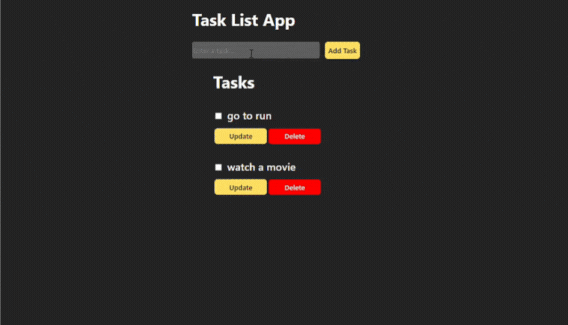 Task List App
Enter a task... Add Task
Tasks
go to run
Update Delete
watch a movie
Update Delete